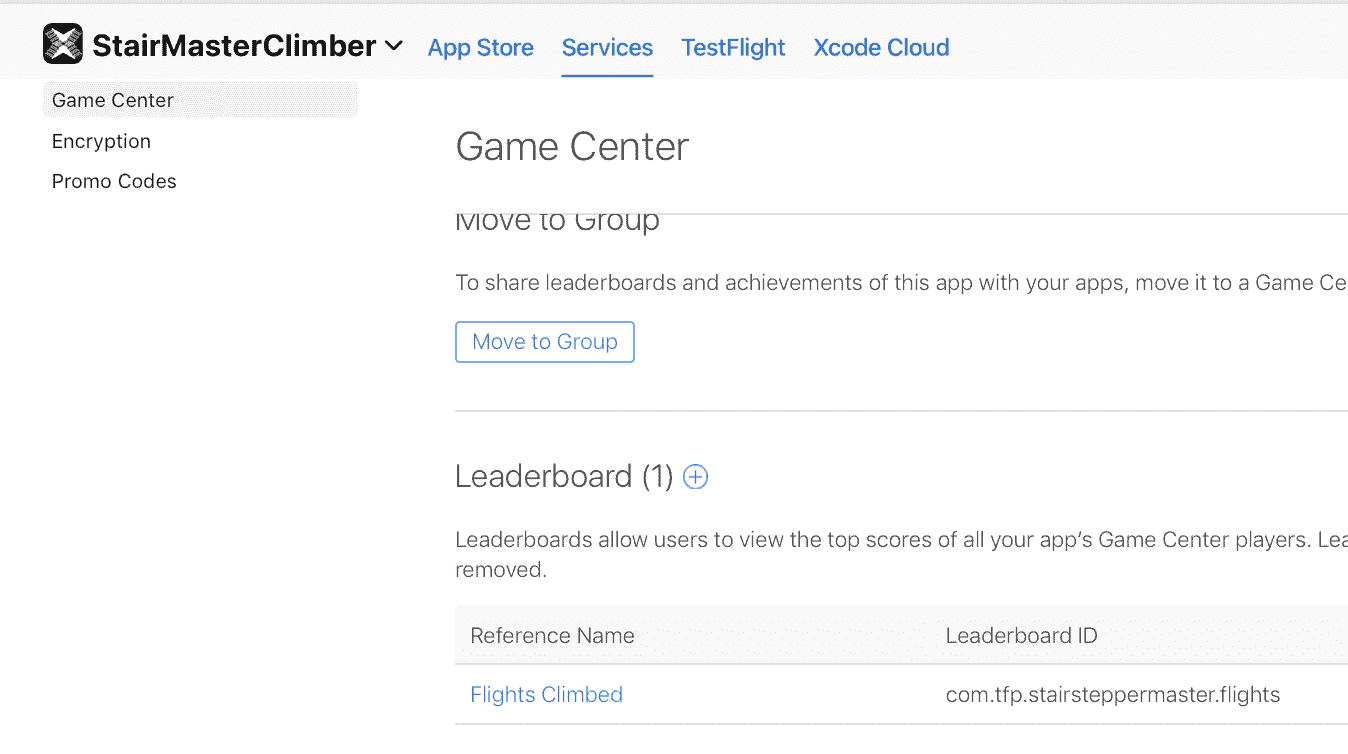 StairMasterClimber
App Store
Services
TestFlight
Xcode Cloud
Game Center
Encryption
Promo Codes
Game Center
Move to Group
To share leaderboards and achievements of this app with your apps, move it to a Game Ce
Move to Group
Leaderboard (1)
Leaderboards allow users to view the top scores of all your app’s Game Center players. Lea
removed.
Reference Name
Leaderboard ID
Flights Climbed
com.tfp.stairsteppermaster.flights